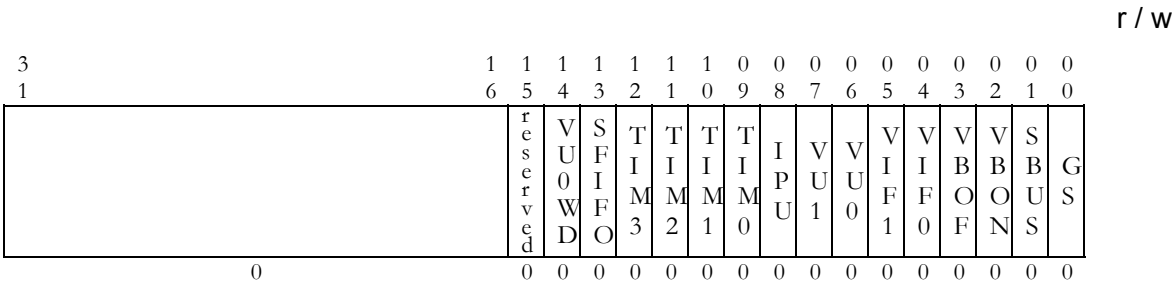 r / w
3 1 1 1 1 1 1 0 0 0 0 0 0 0 0 0 0
1 6 5 4 3 2 1 0 9 8 7 6 5 4 3 2 1 0
reserved
VU0WD
SFIFO
TIM3
TIM2
TIM1
TIM0
IPU
VU1
VU0
VIF1
VIF0
VBOF
VBON
SBUS
GS
0 0 0 0 0 0 0 0 0 0 0 0 0 0 0 0 0